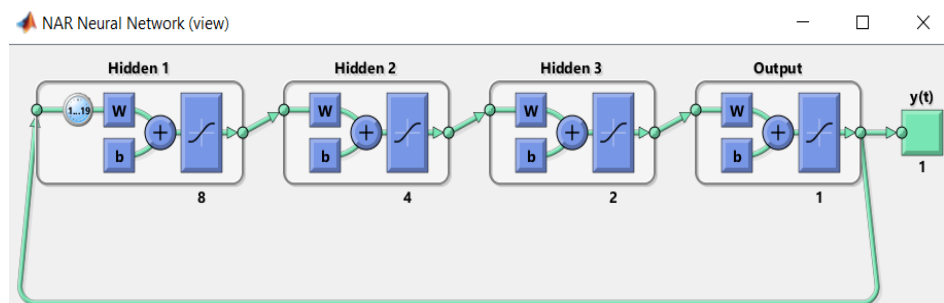 NAR Neural Network (view)
Hidden 1
Hidden 2
Hidden 3
Output
y(t)
1...19
W
b
W
b
W
b
W
b
8
4
2
1
1